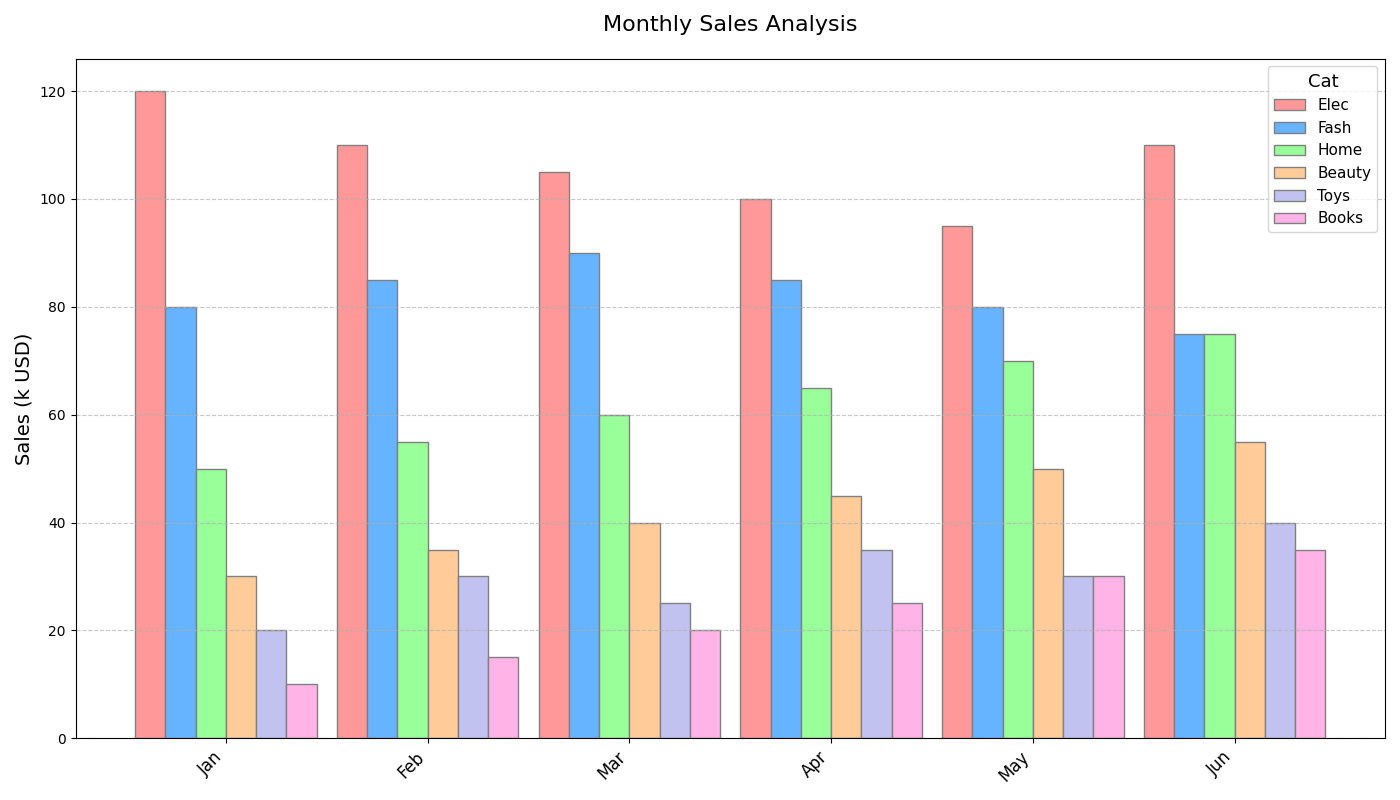 Monthly Sales Analysis
Sales (k USD)
120
100
80
60
40
20
0
Jan
Feb
Mar
Apr
May
Jun
Cat
Elec
Fash
Home
Beauty
Toys
Books